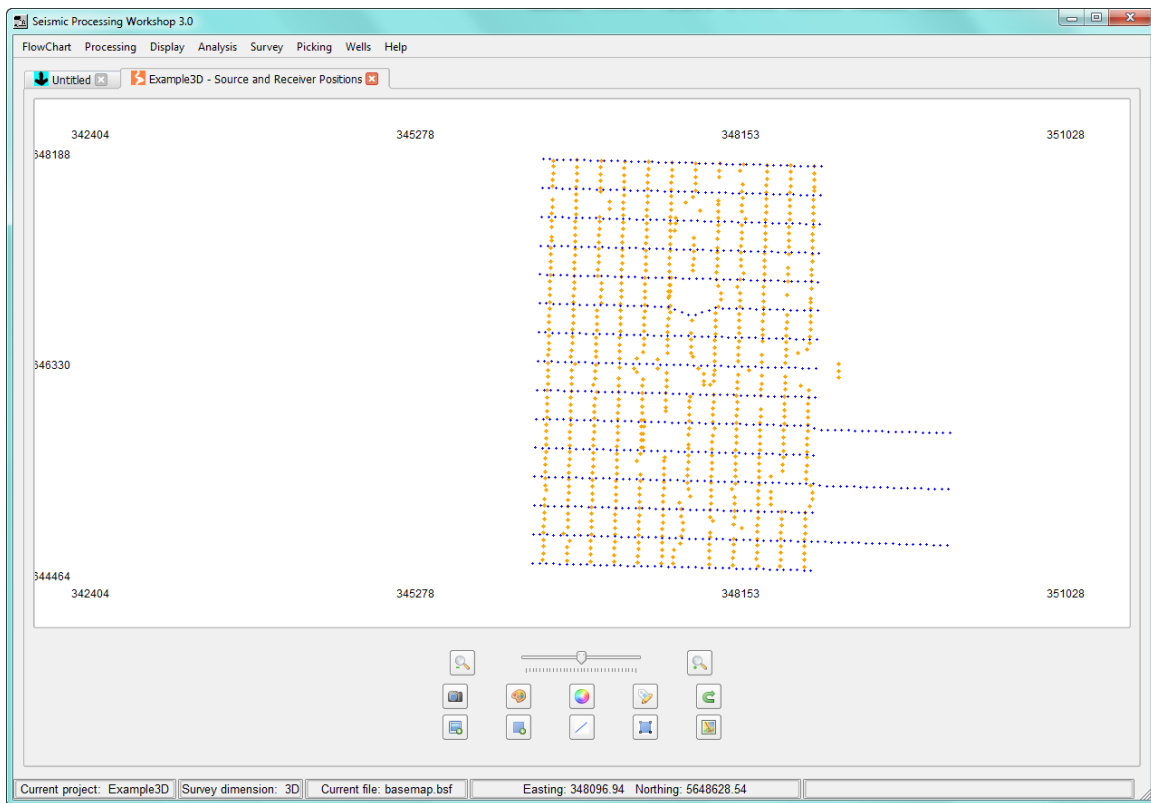 Seismic Processing Workshop 3.0
FlowChart Processing Display Analysis Survey Picking Wells Help
Untitled Example3D - Source and Receiver Positions
342404 345278 348153 351028
648188
646330
644464
342404 345278 348153 351028
Current project: Example3D Survey dimension: 3D Current file: basemap.bsf Easting: 348096.94 Northing: 5648628.54